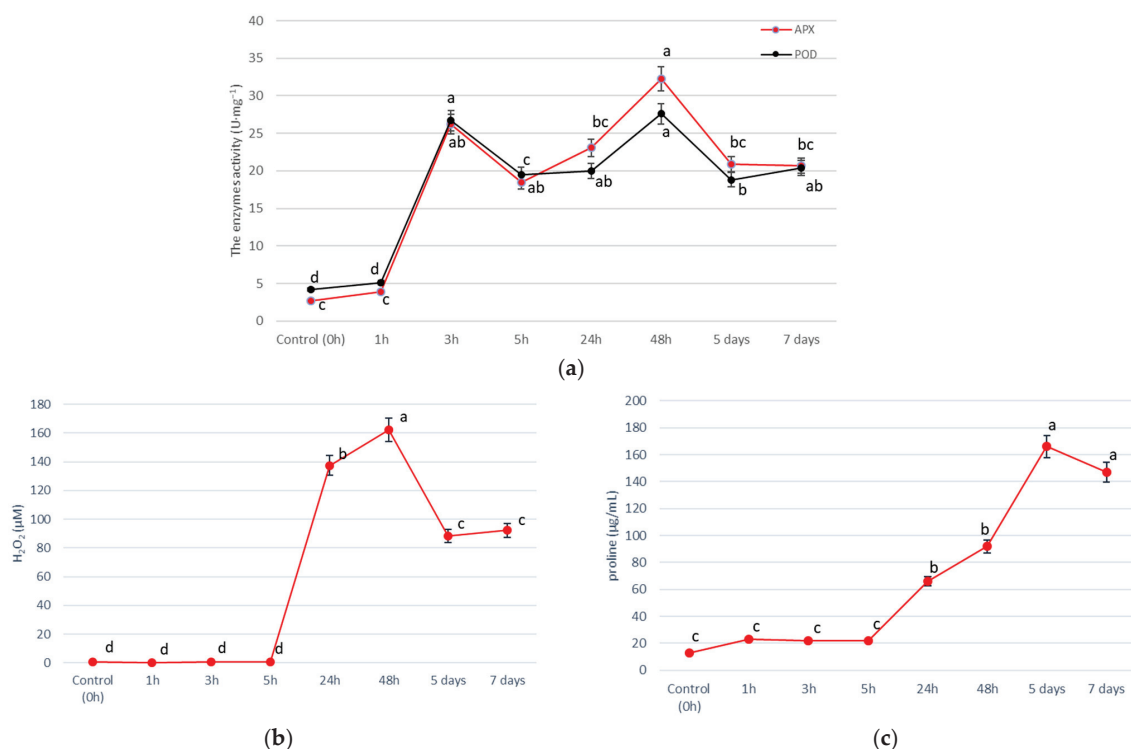 40
35
30
25
20
15
10
5
0
The enzymes activity (U·mg⁻¹)
APX
POD
d
c
d
c
a
ab
c
ab
bc
ab
a
a
bc
b
bc
ab
Control (0h) 1h 3h 5h 24h 48h 5 days 7 days
(a)
180
160
140
120
100
80
60
40
20
0
H₂O₂ (µM)
d
d
d
d
b
a
c
c
Control (0h) 1h 3h 5h 24h 48h 5 days 7 days
(b)
200
180
160
140
120
100
80
60
40
20
0
proline (µg/mL)
c
c
c
c
b
b
a
a
Control (0h) 1h 3h 5h 24h 48h 5 days 7 days
(c)